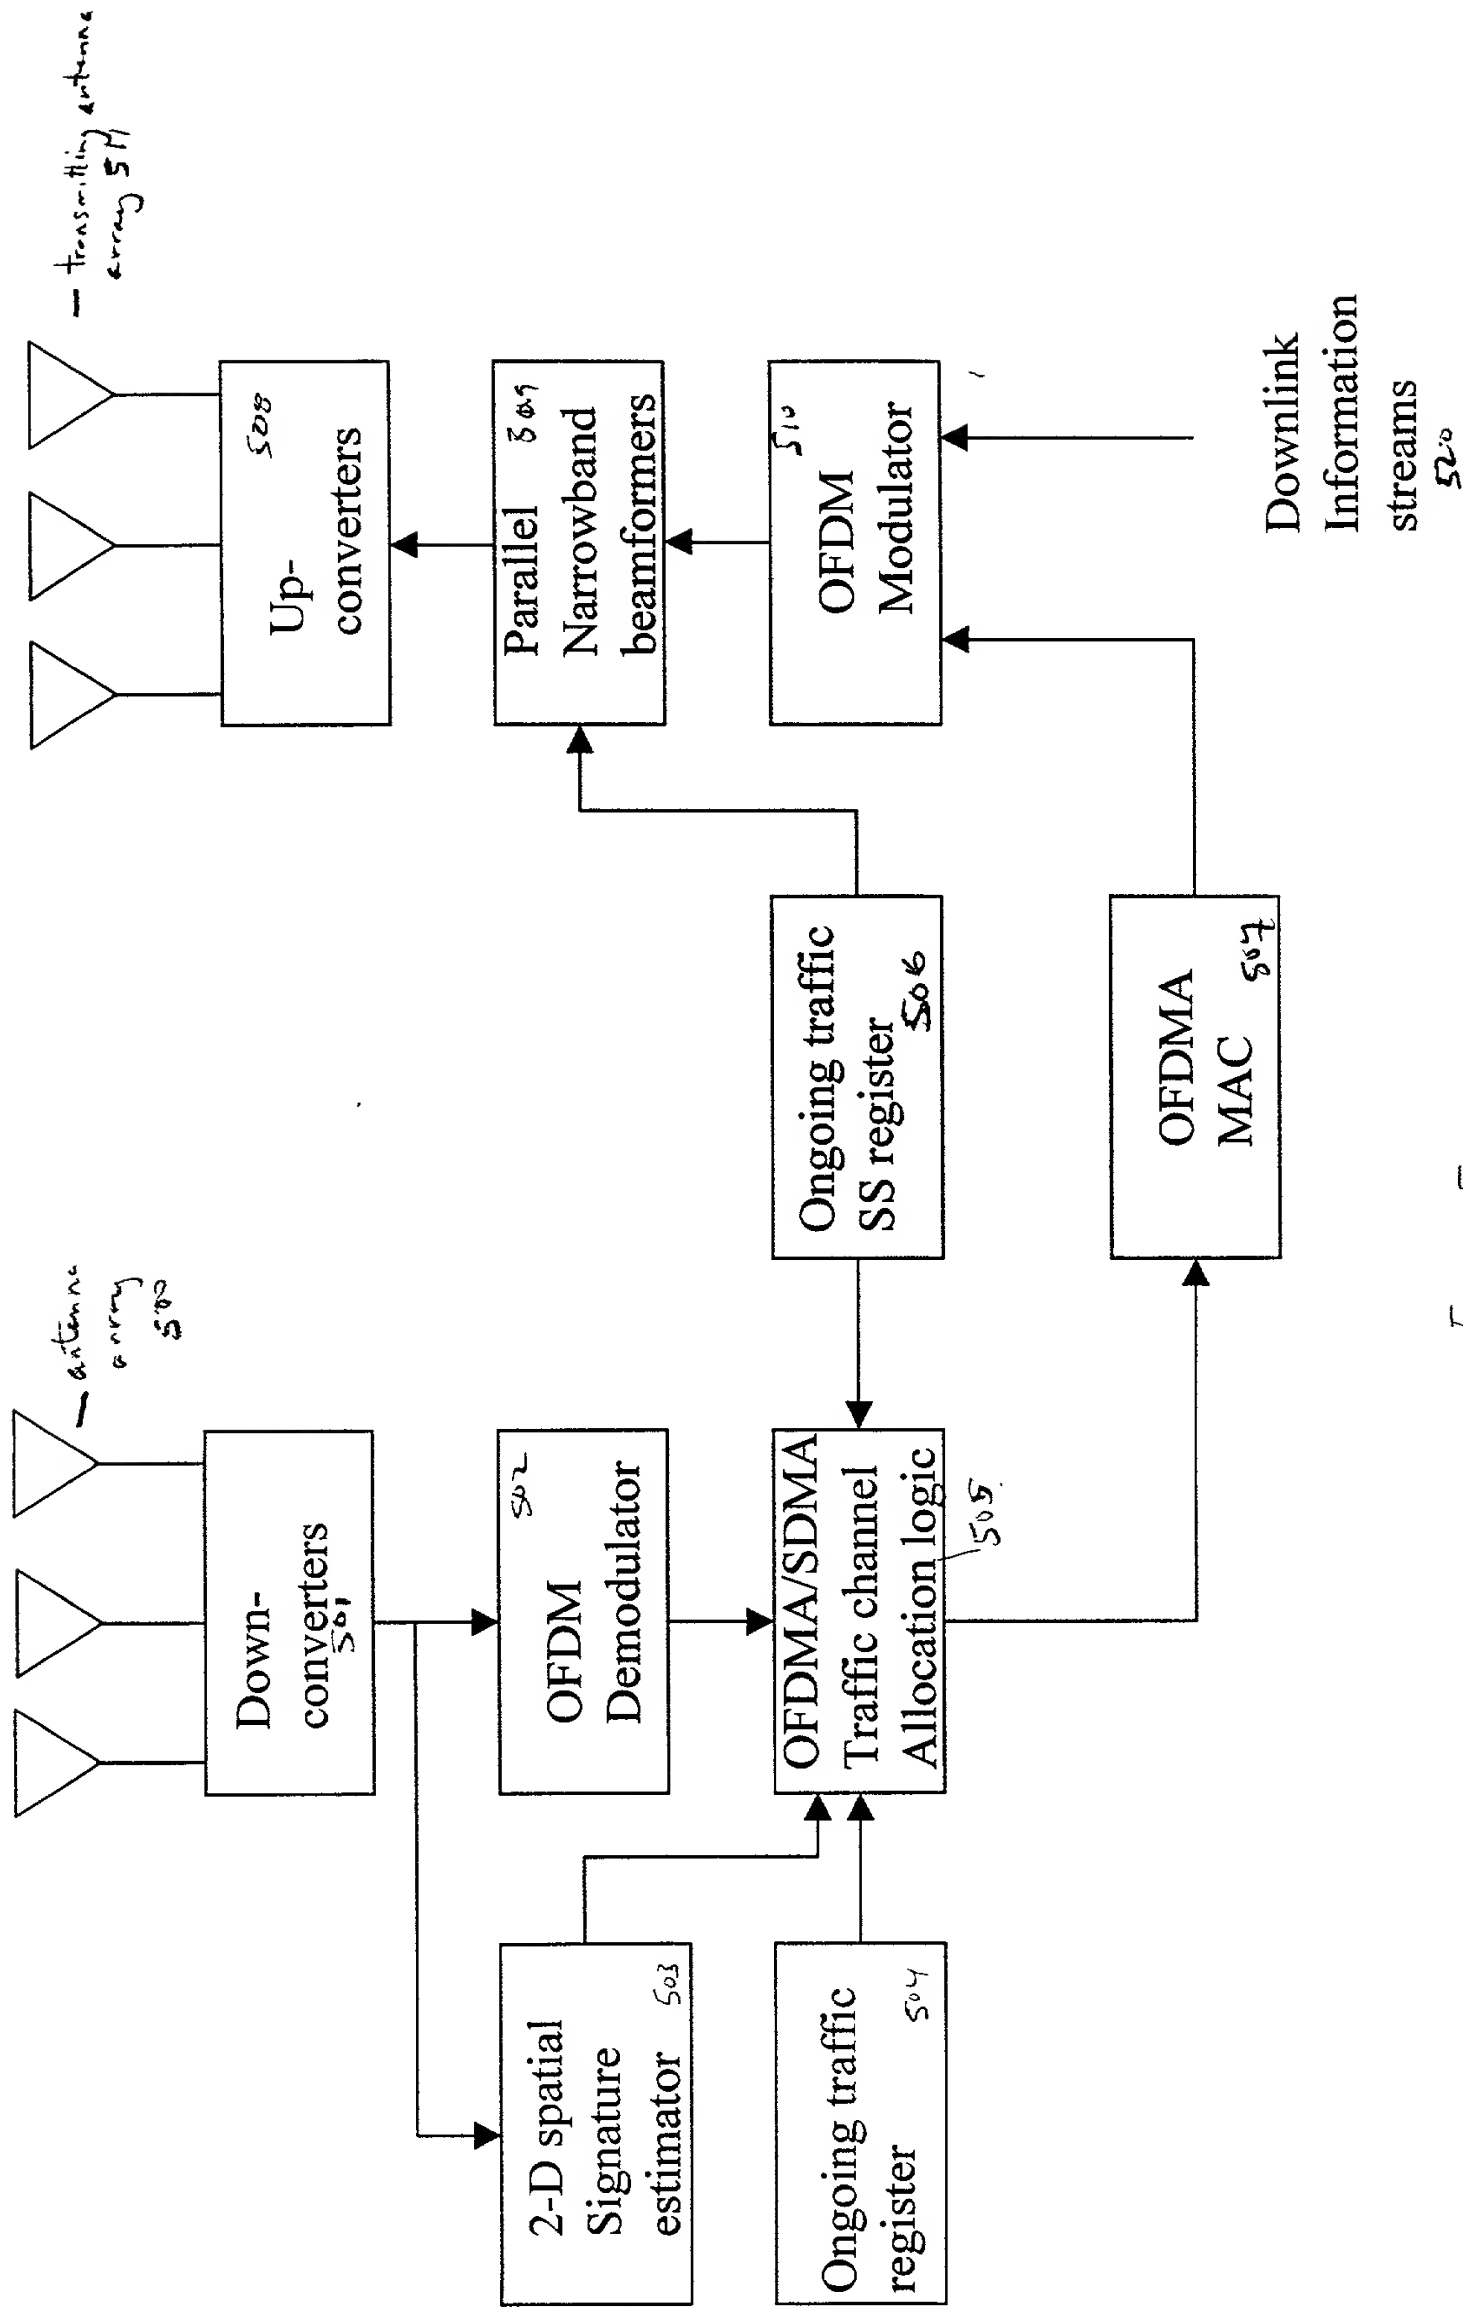 — antenna
array
500
— transmitting antenna
array 511
Down-
converters
501
508
Up-
converters
2-D spatial
Signature
estimator 503
502
OFDM
Demodulator
Parallel 509
Narrowband
beamformers
Ongoing traffic
register 504
OFDMA/SDMA
Traffic channel
Allocation logic
505
Ongoing traffic
SS register
506
510
OFDM
Modulator
OFDMA
MAC
507
Downlink
Information
streams
520